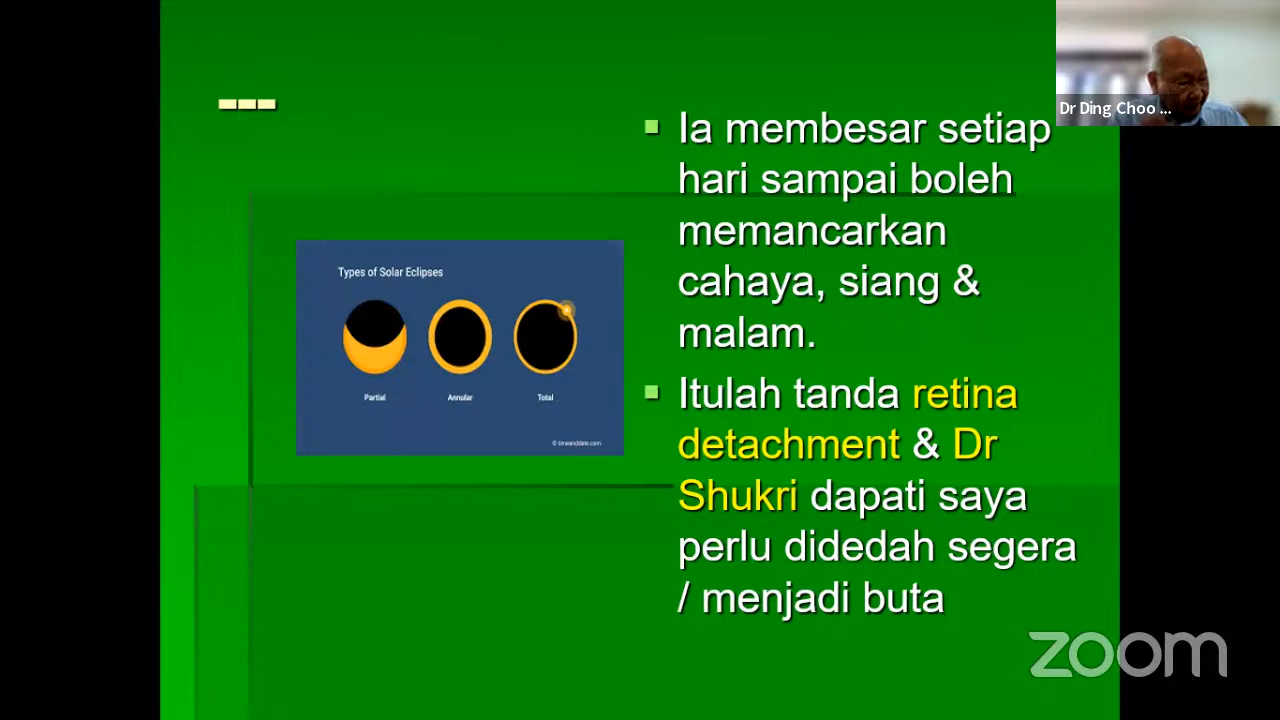 ---
Ia membesar setiap
hari sampai boleh
memancarkan
cahaya, siang &
malam.
Itulah tanda retina
detachment & Dr
Shukri dapati saya
perlu didedah segera
/ menjadi buta
Types of Solar Eclipses
Partial Annular Total
© timeanddate.com
Dr Ding Choo ...
zoom